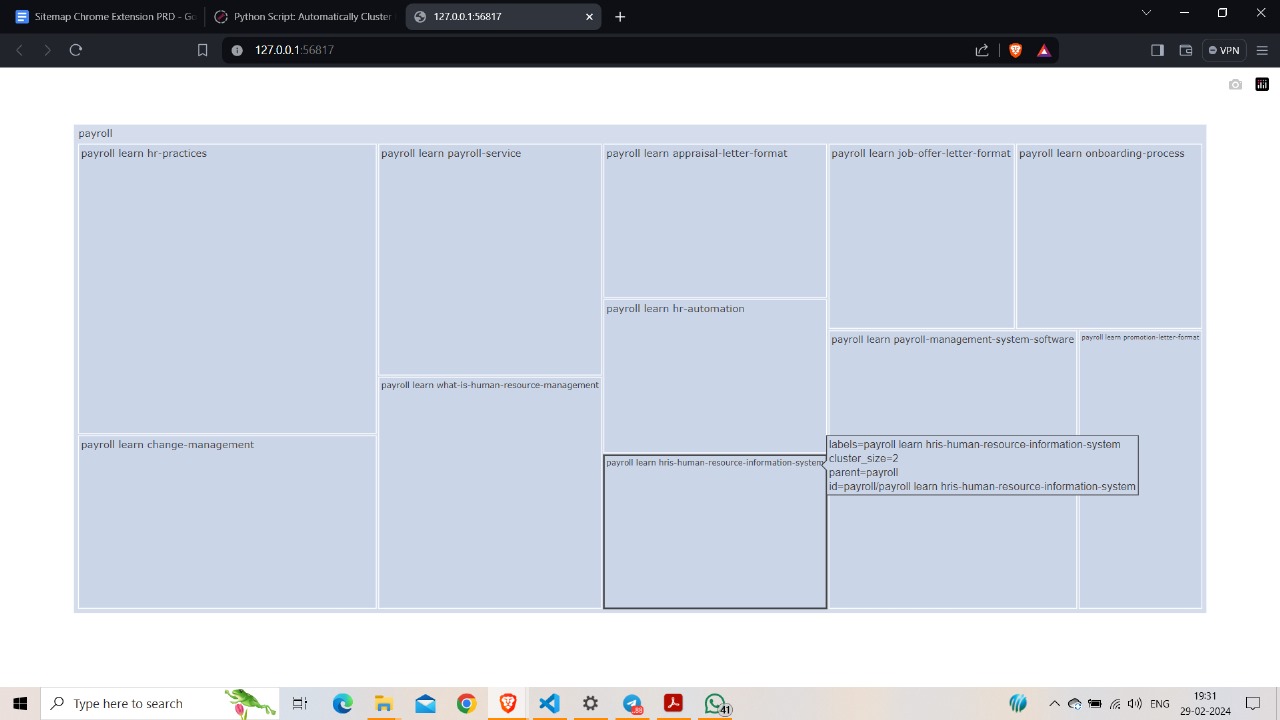 Sitemap Chrome Extension PRD - Go
Python Script: Automatically Cluster
127.0.0.1:56817
127.0.0.1:56817
VPN
payroll
payroll learn hr-practices
payroll learn payroll-service
payroll learn appraisal-letter-format
payroll learn job-offer-letter-format
payroll learn onboarding-process
payroll learn hr-automation
payroll learn payroll-management-system-software
payroll learn promotion-letter-format
payroll learn what-is-human-resource-management
payroll learn change-management
payroll learn hris-human-resource-information-system
labels=payroll learn hris-human-resource-information-system
cluster_size=2
parent=payroll
id=payroll/payroll learn hris-human-resource-information-system
Type here to search
41
ENG
19:31
29-02-2024